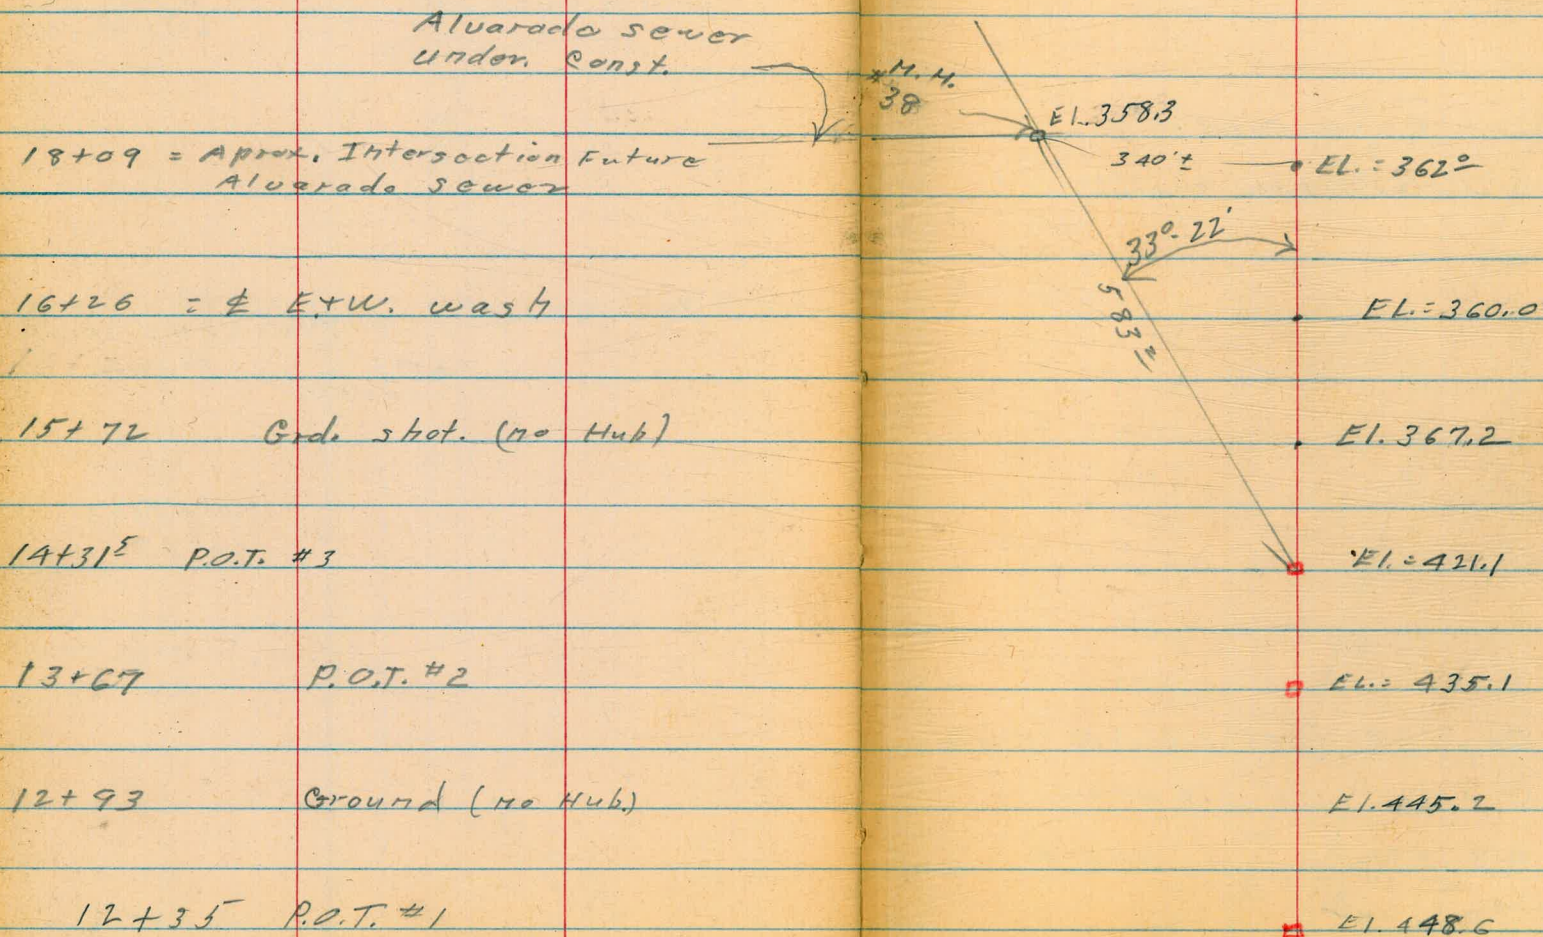 Alvarado sewer
Under. Const.
M.H.
38
El. 358.3
18+09 = Aprox. Intersection Future
Alvarado Sewer
340'±
EL. = 362º
33º-22'
16+26 = ⅊ E+W. wash
583
EL. = 360.0
15+72 Grd. shot. (no Hub)
El. 367.2
14+31⁵ P.O.T. #3
El. = 421.1
13+67 P.O.T. #2
EL. = 435.1
12+93 Ground (no Hub.)
El. 445.2
12+35 P.O.T. #1
El. 448.6